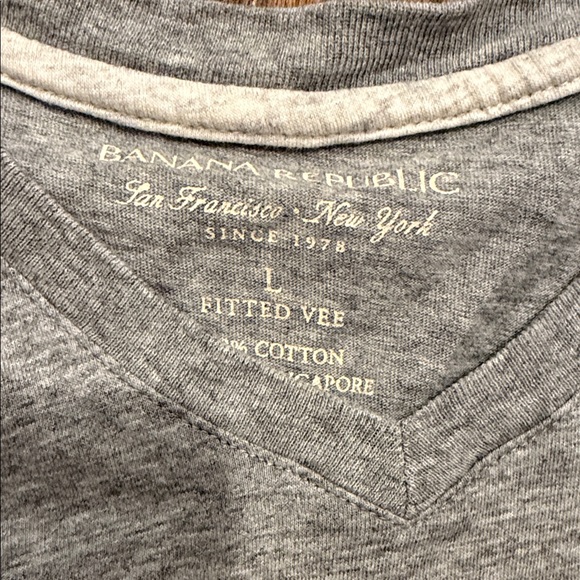 BANANA REPUBLIC
San Francisco · New York
SINCE 1978
L
FITTED VEE
% COTTON